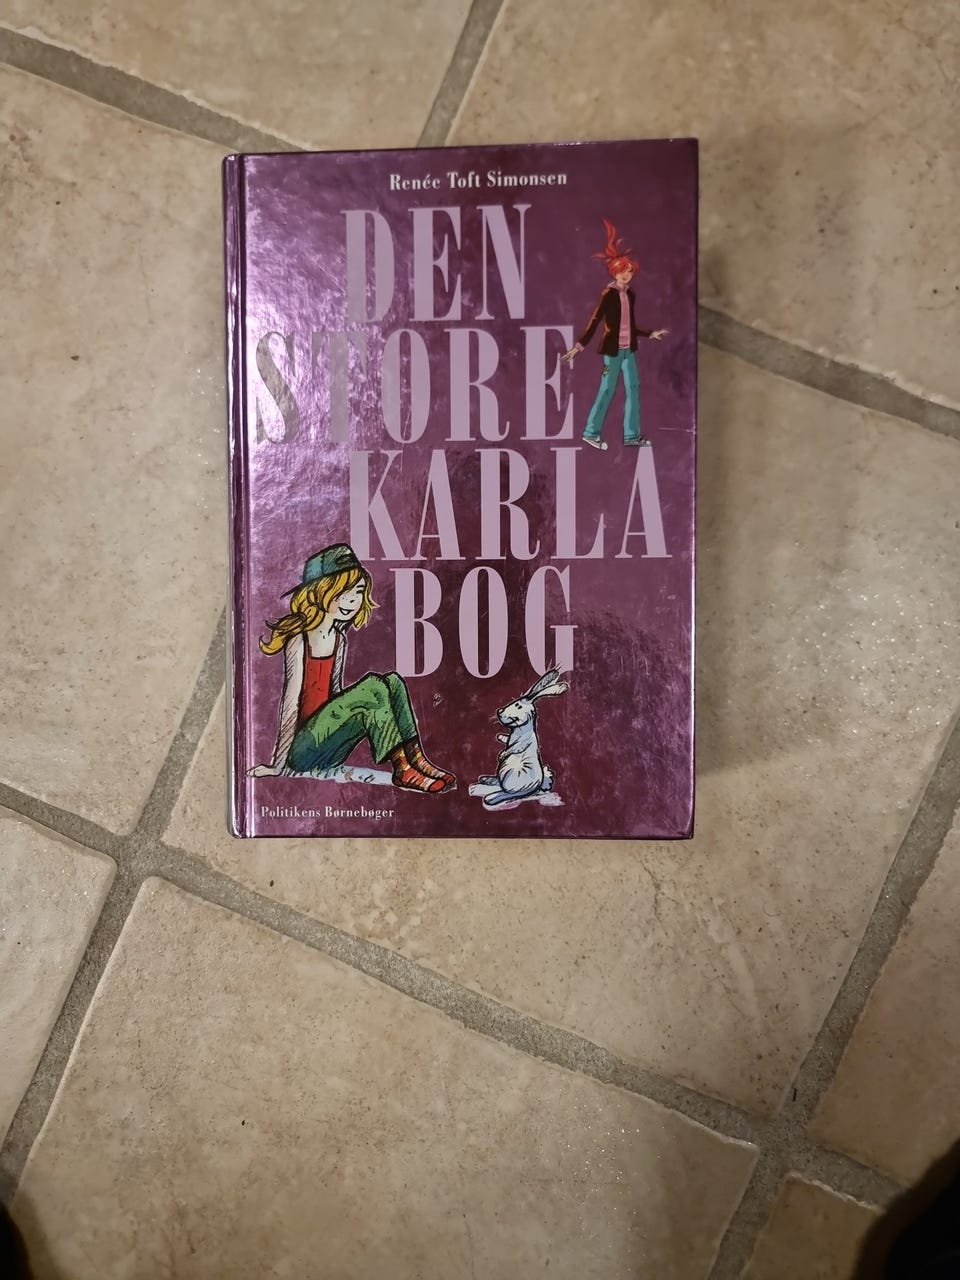 Renée Toft Simonsen
DEN
STORE
KARLA
BOG
Politikens Børnebøger